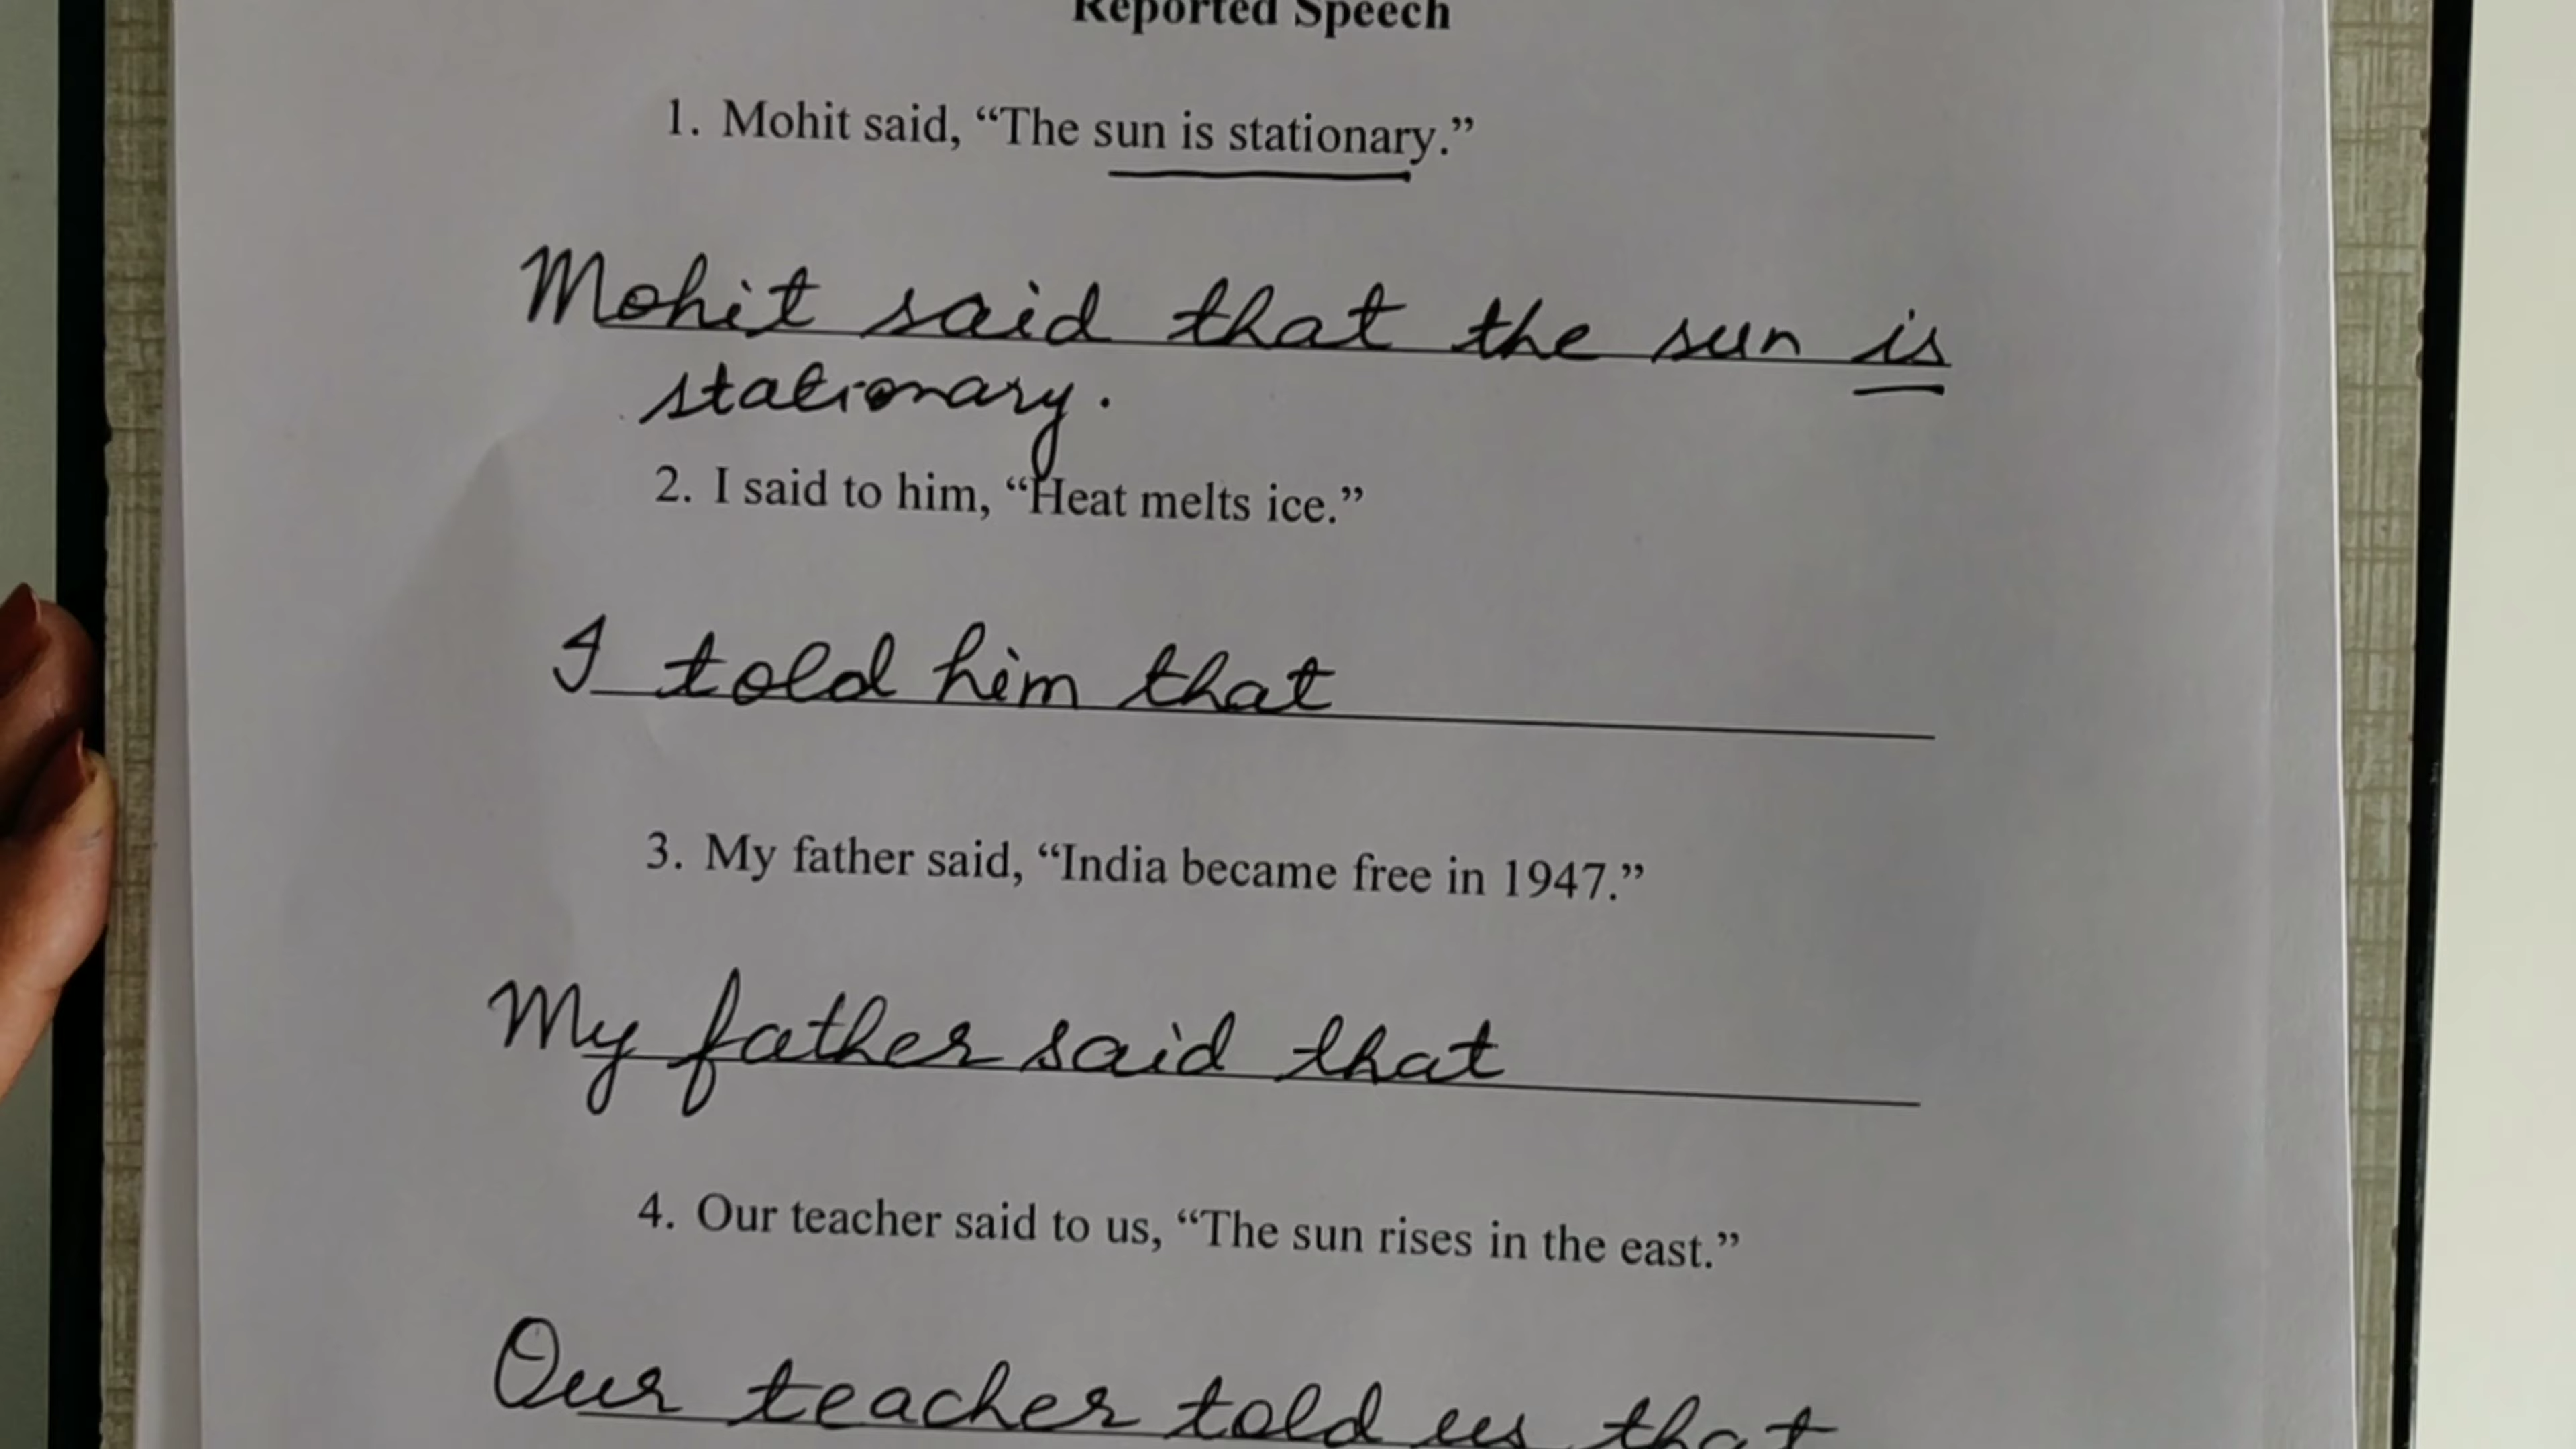 Reported Speech
1. Mohit said, “The sun is stationary.”
Mohit said that the sun is
stationary.
2. I said to him, “Heat melts ice.”
I told him that
3. My father said, “India became free in 1947.”
My father said that
4. Our teacher said to us, “The sun rises in the east.”
Our teacher told us that